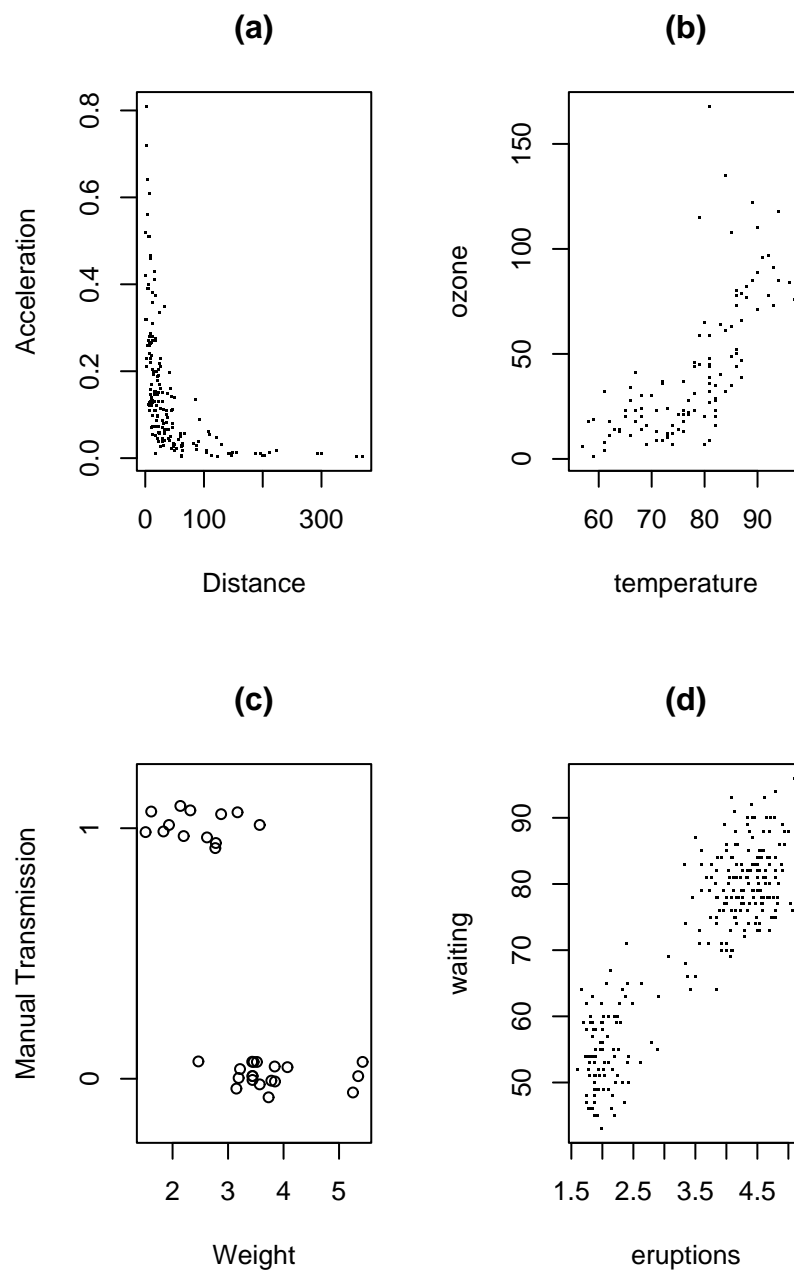 (a)
Acceleration
0.0 0.2 0.4 0.6 0.8
0 100 300
Distance
(b)
ozone
0 50 100 150
60 70 80 90
temperature
(c)
Manual Transmission
0 1
2 3 4 5
Weight
(d)
waiting
50 60 70 80 90
1.5 2.5 3.5 4.5
eruptions